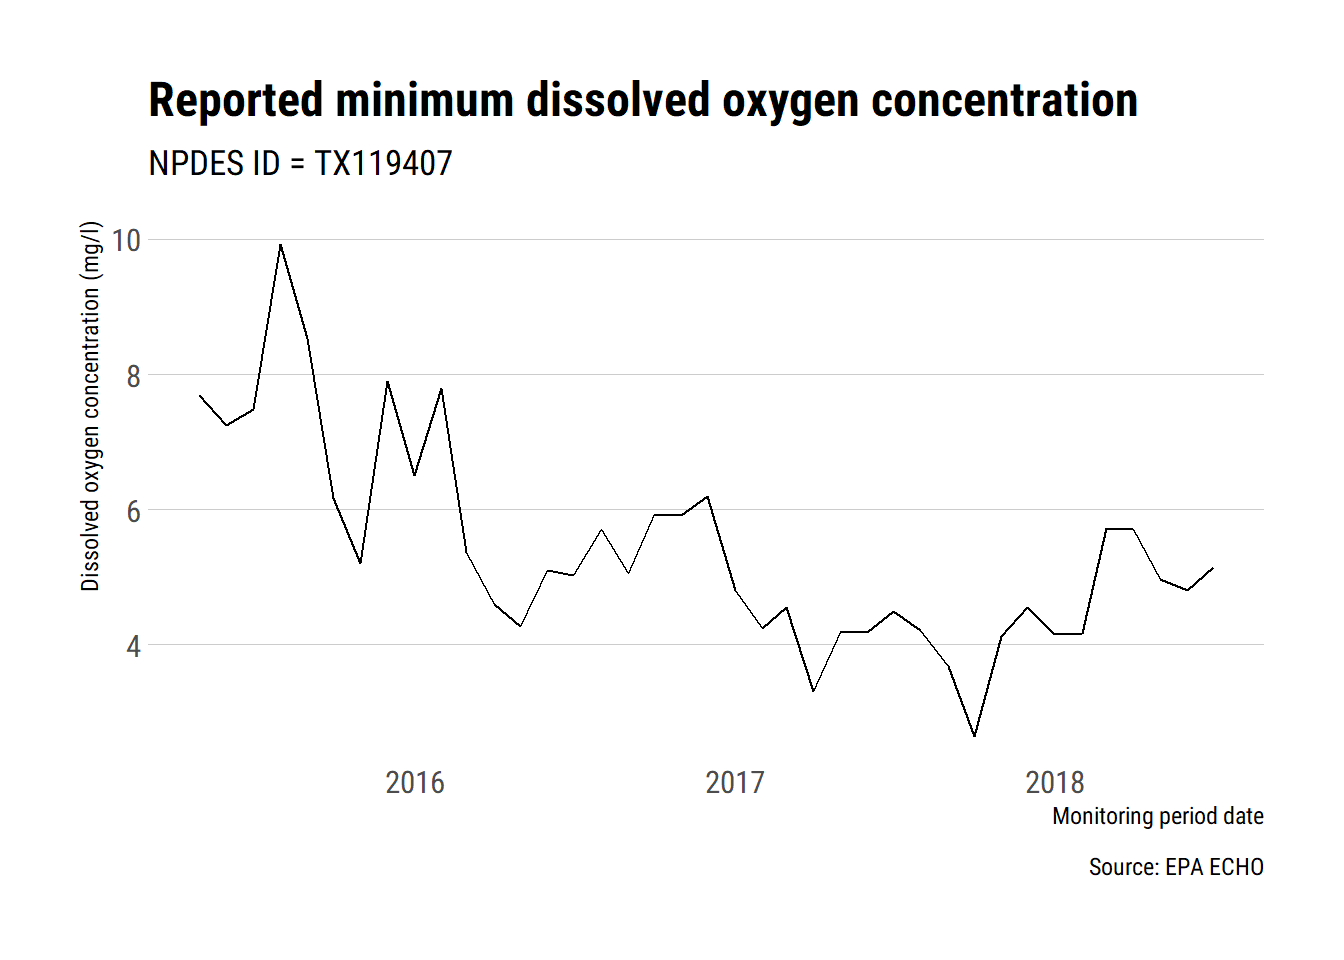 Reported minimum dissolved oxygen concentration
NPDES ID = TX119407
Dissolved oxygen concentration (mg/l)
10
8
6
4
2016 2017 2018
Monitoring period date
Source: EPA ECHO